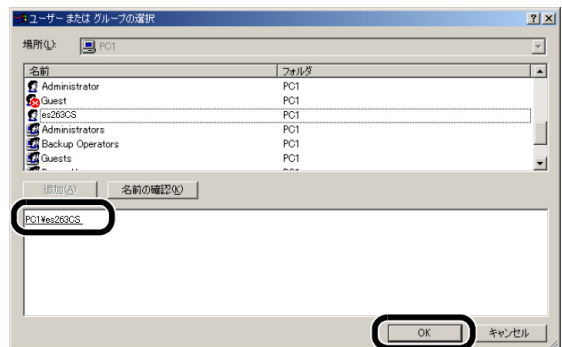 ユーザー または グループの選択
場所(L): PC1
名前 フォルダ
Administrator PC1
Guest PC1
es263CS PC1
Administrators PC1
Backup Operators PC1
Guests PC1
追加(A) 名前の確認(K)
PC1¥es263CS
OK キャンセル